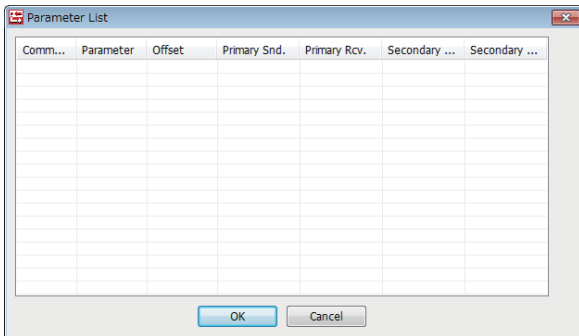 Parameter List
Comm... Parameter Offset Primary Snd. Primary Rcv. Secondary ... Secondary ...
OK Cancel